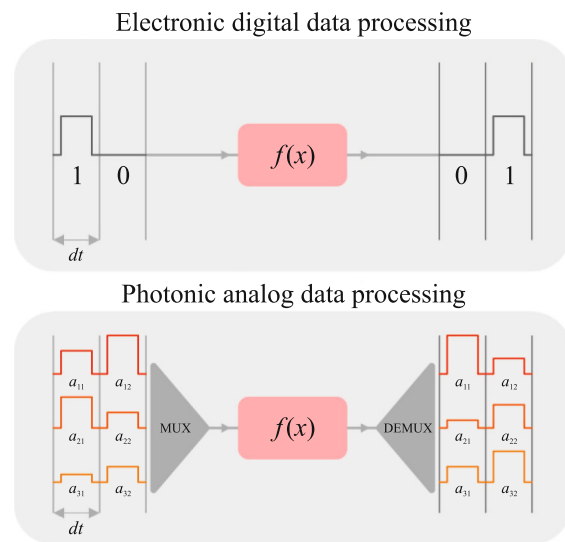 Electronic digital data processing
1 0 f(x) 0 1
dt
Photonic analog data processing
a₁₁ a₁₂ a₁₁ a₁₂
a₂₁ a₂₂ MUX f(x) DEMUX a₂₁ a₂₂
a₃₁ a₃₂ a₃₁ a₃₂
dt